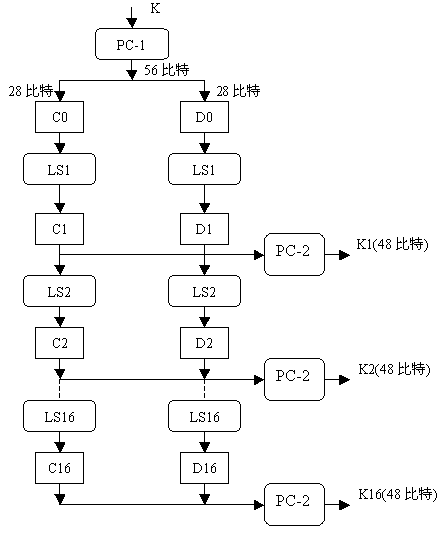 K
PC-1
56 比特
28 比特
28 比特
C0
D0
LS1
LS1
C1
D1
PC-2
K1(48 比特)
LS2
LS2
C2
D2
PC-2
K2(48 比特)
LS16
LS16
C16
D16
PC-2
K16(48 比特)